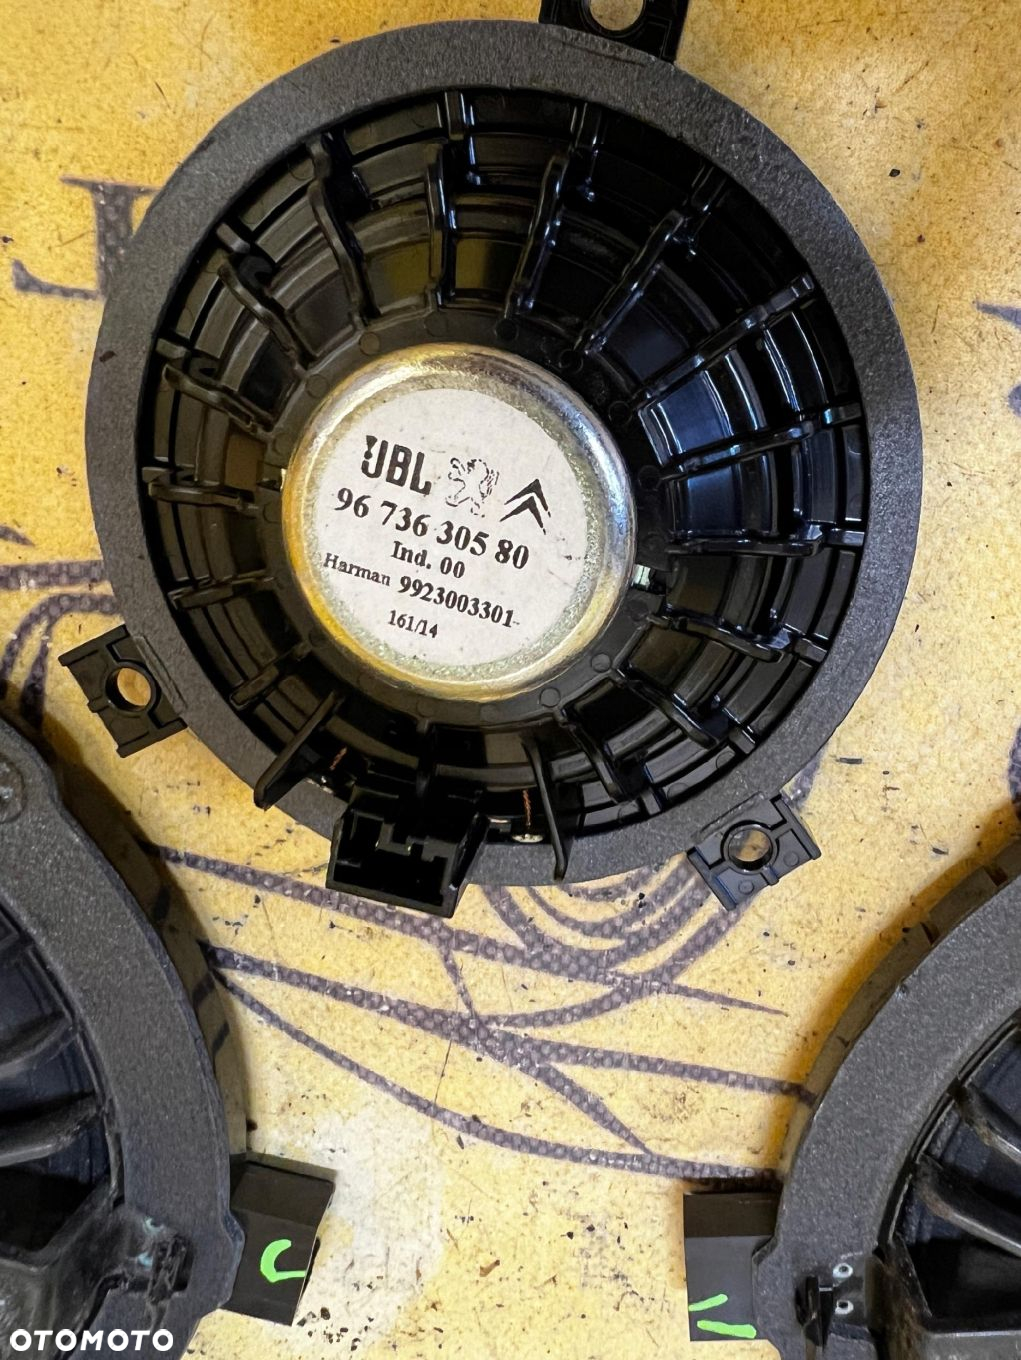 JBL
96 736 305 80
Ind. 00
Harman 9923003301-
161/14
OTOMOTO